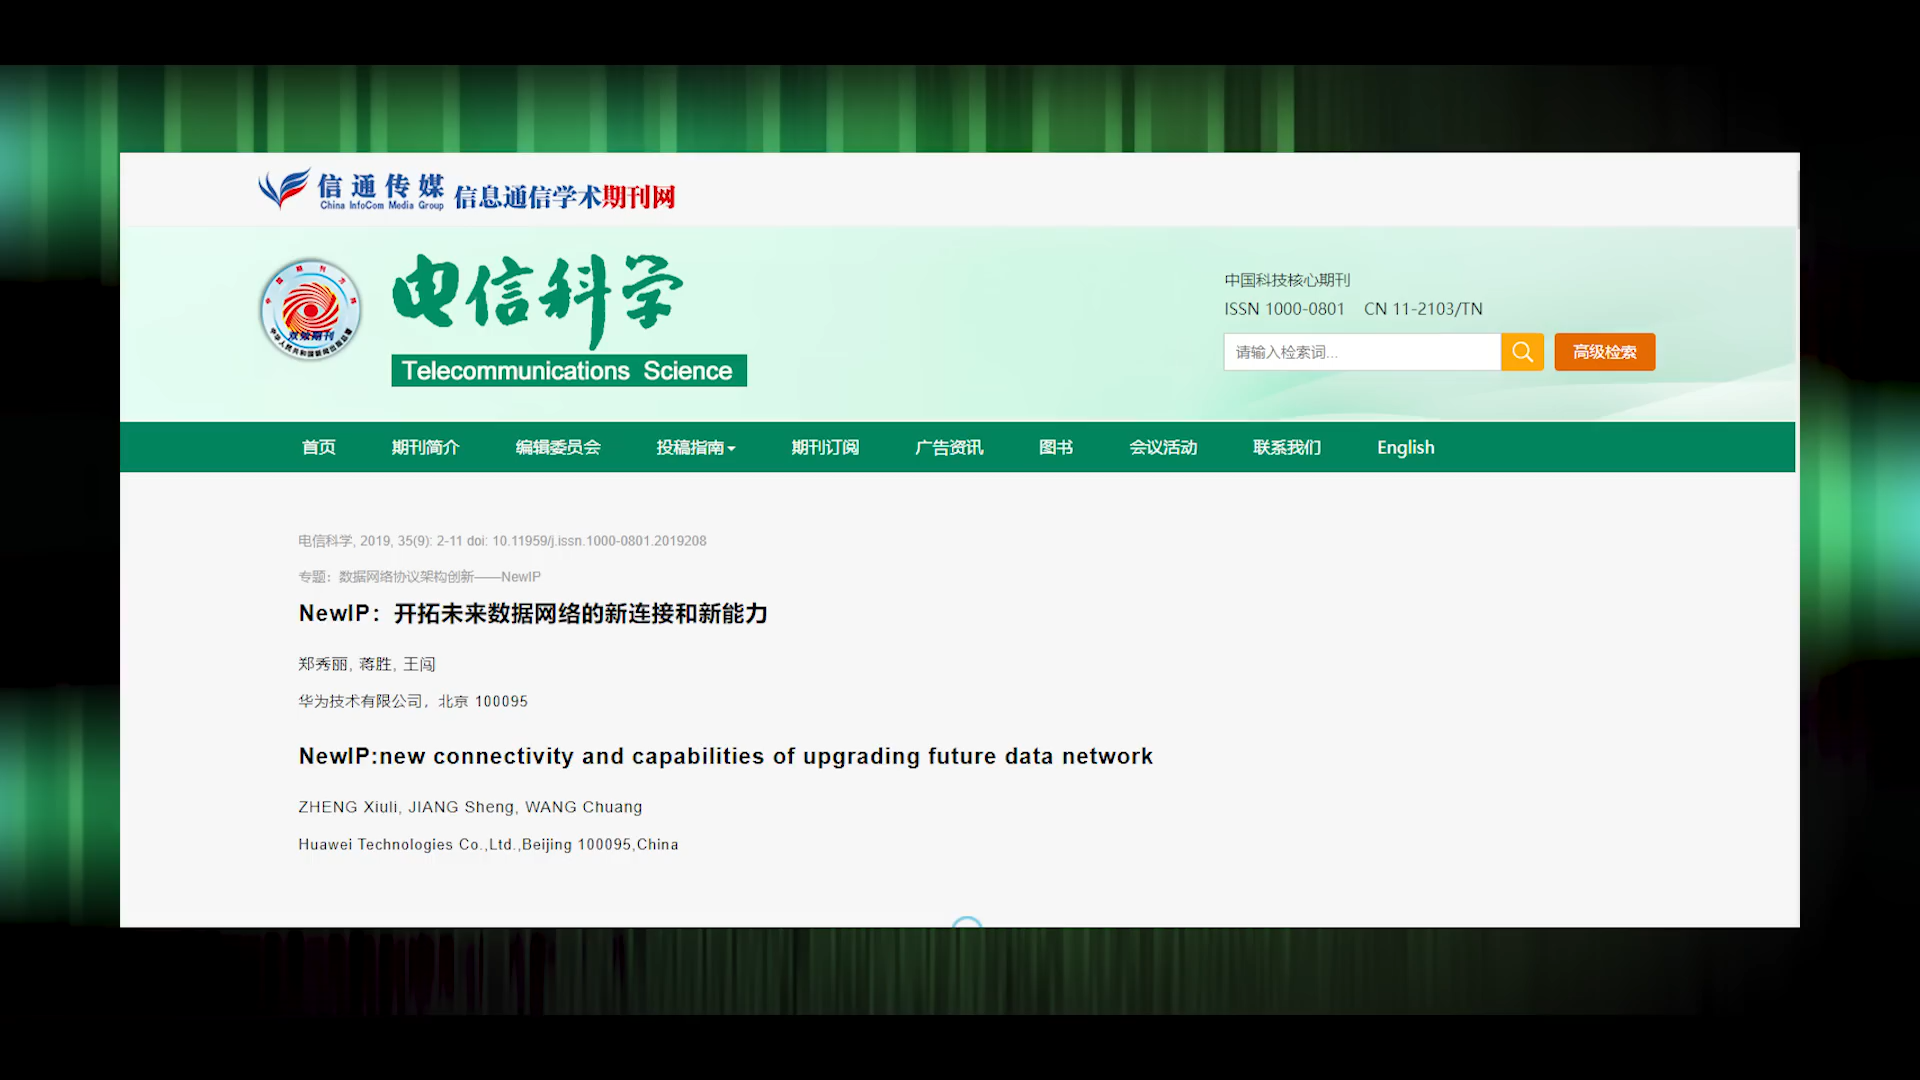 信通传媒
China InfoCom Media Group
信息通信学术期刊网
电信科学
Telecommunications Science
双效期刊
中国科技核心期刊
ISSN 1000-0801 CN 11-2103/TN
请输入检索词...
高级检索
首页 期刊简介 编辑委员会 投稿指南 期刊订阅 广告资讯 图书 会议活动 联系我们 English
电信科学, 2019, 35(9): 2-11 doi: 10.11959/j.issn.1000-0801.2019208
专题：数据网络协议架构创新——NewIP
NewIP：开拓未来数据网络的新连接和新能力
郑秀丽, 蒋胜, 王闯
华为技术有限公司，北京 100095
NewIP:new connectivity and capabilities of upgrading future data network
ZHENG Xiuli, JIANG Sheng, WANG Chuang
Huawei Technologies Co.,Ltd.,Beijing 100095,China